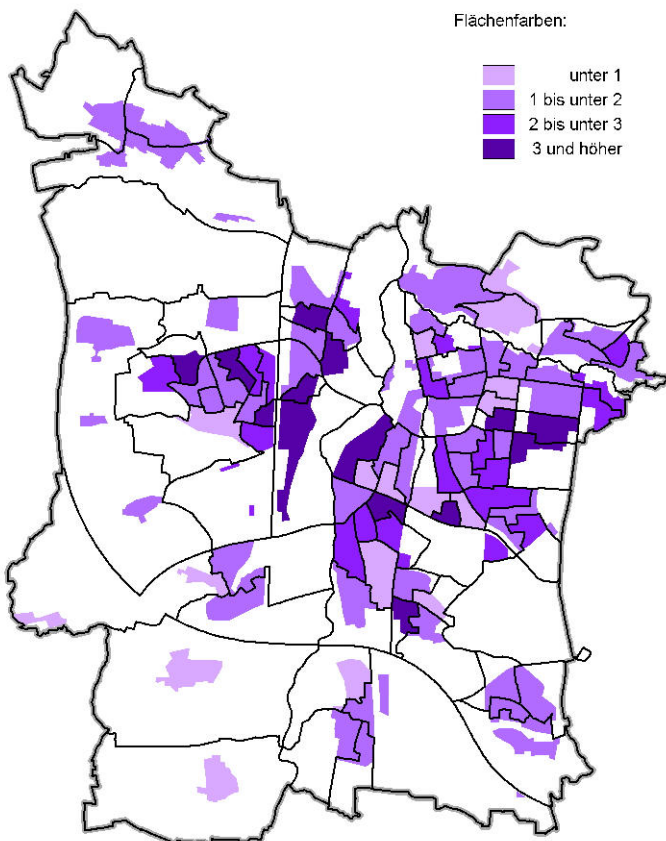 Flächenfarben:
unter 1
1 bis unter 2
2 bis unter 3
3 und höher